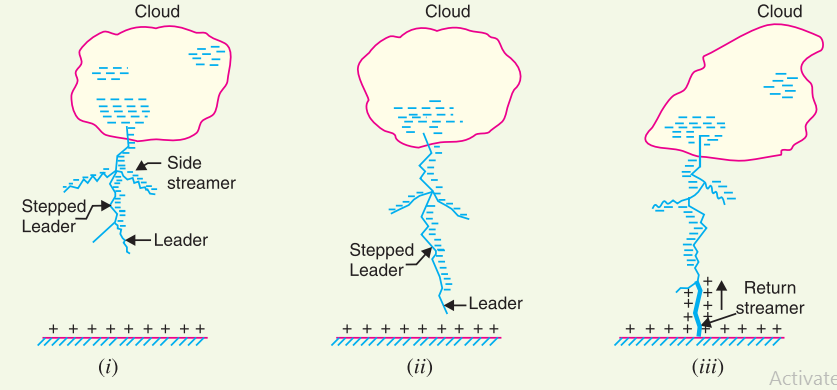 Cloud
Side
streamer
Stepped
Leader
Leader
+ + + + + + + + +
(i)
Cloud
Stepped
Leader
Leader
+ + + + + + + + +
(ii)
Cloud
Return
streamer
(iii)
Activate